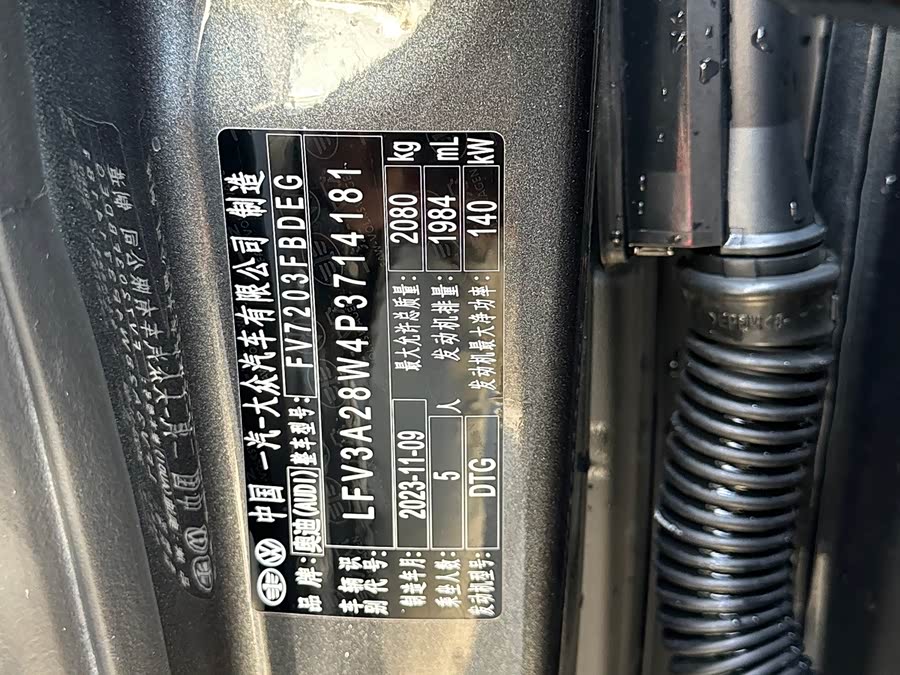 中国 一汽一大众汽车有限公司 制造
品 牌: 奥迪(AUDI) 整车型号: FV7203FBDEG
车辆识别代号: LFV3A28W4P3714181
制造年月: 2023-11-09 最大允许总质量: 2080 kg
乘坐人数: 5 人 发动机排量: 1984 mL
发动机型号: DTG 发动机最大净功率: 140 kW